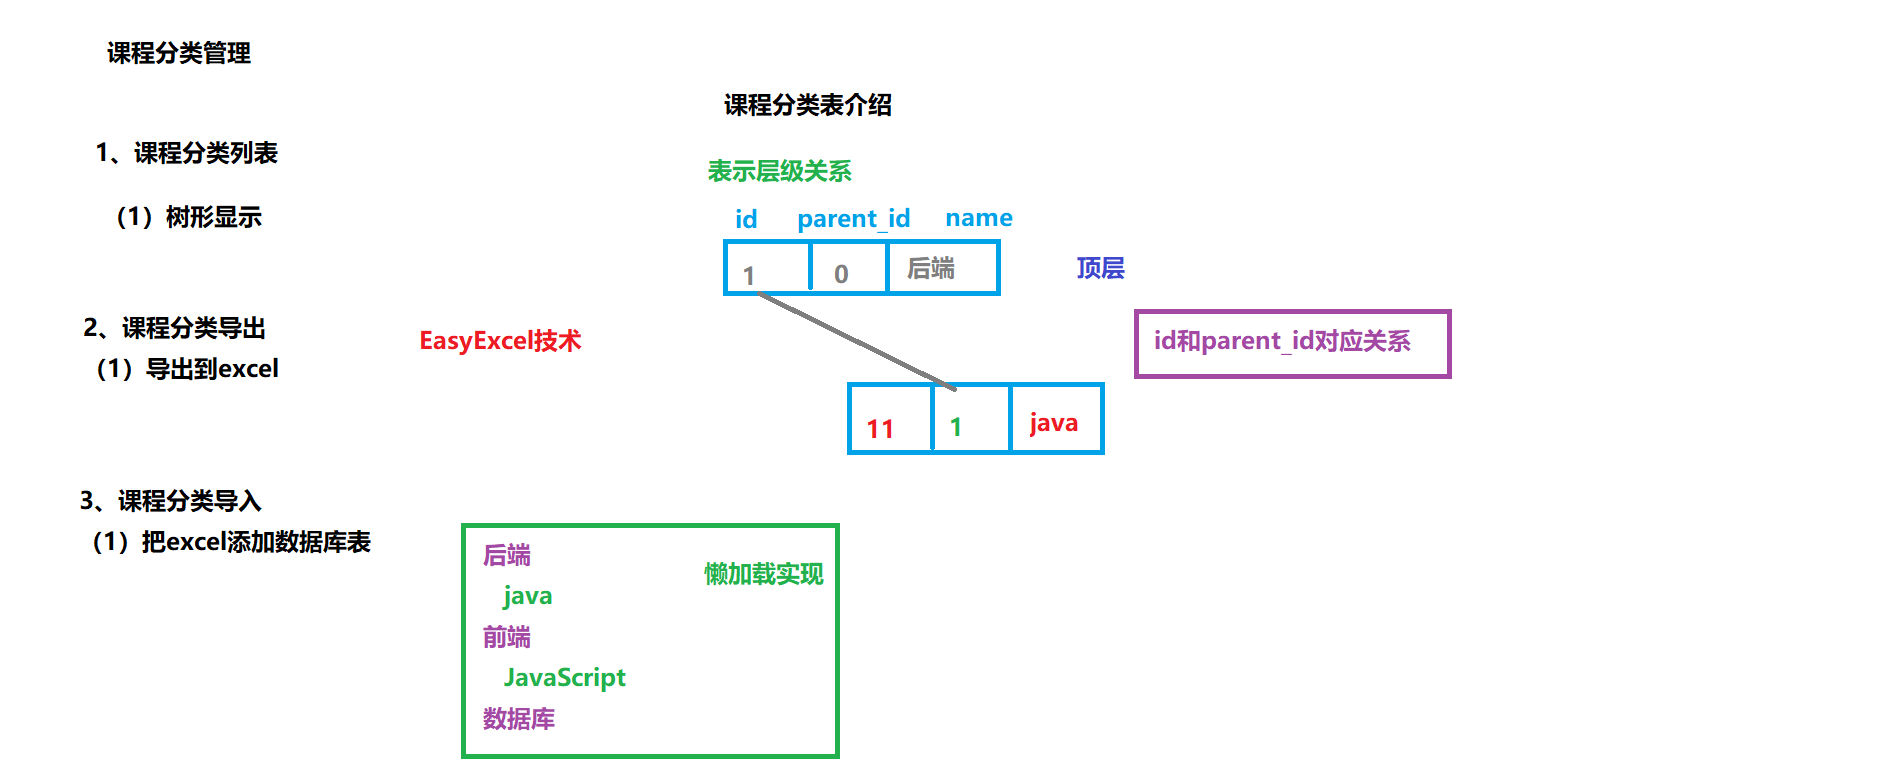 课程分类管理
1、课程分类列表
（1）树形显示
2、课程分类导出
（1）导出到excel
EasyExcel技术
3、课程分类导入
（1）把excel添加数据库表
后端
java
前端
JavaScript
数据库
懒加载实现
课程分类表介绍
表示层级关系
id parent_id name
1 0 后端
顶层
id和parent_id对应关系
11 1 java